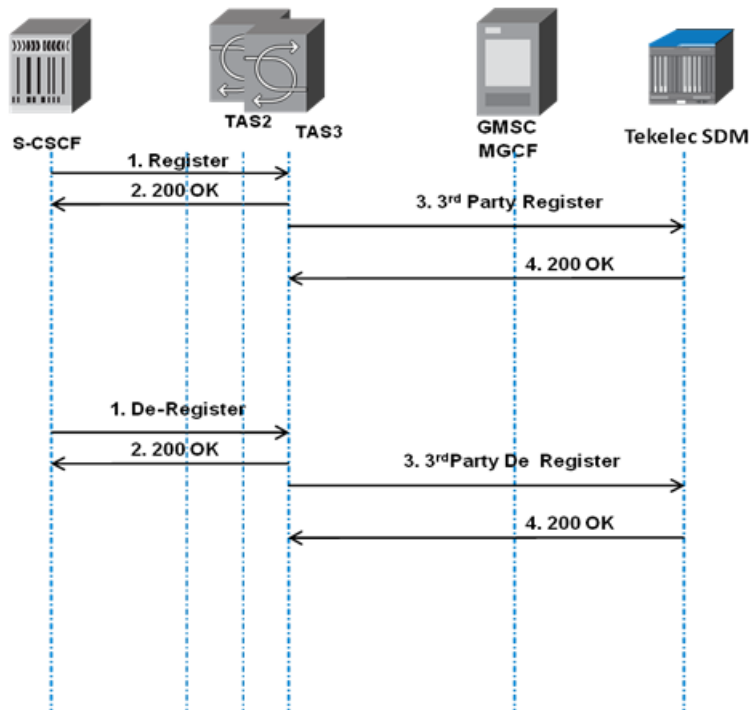 S-CSCF
TAS2
TAS3
GMSC
MGCF
Tekelec SDM
1. Register
2. 200 OK
3. 3rd Party Register
4. 200 OK
1. De-Register
2. 200 OK
3. 3rdParty De Register
4. 200 OK